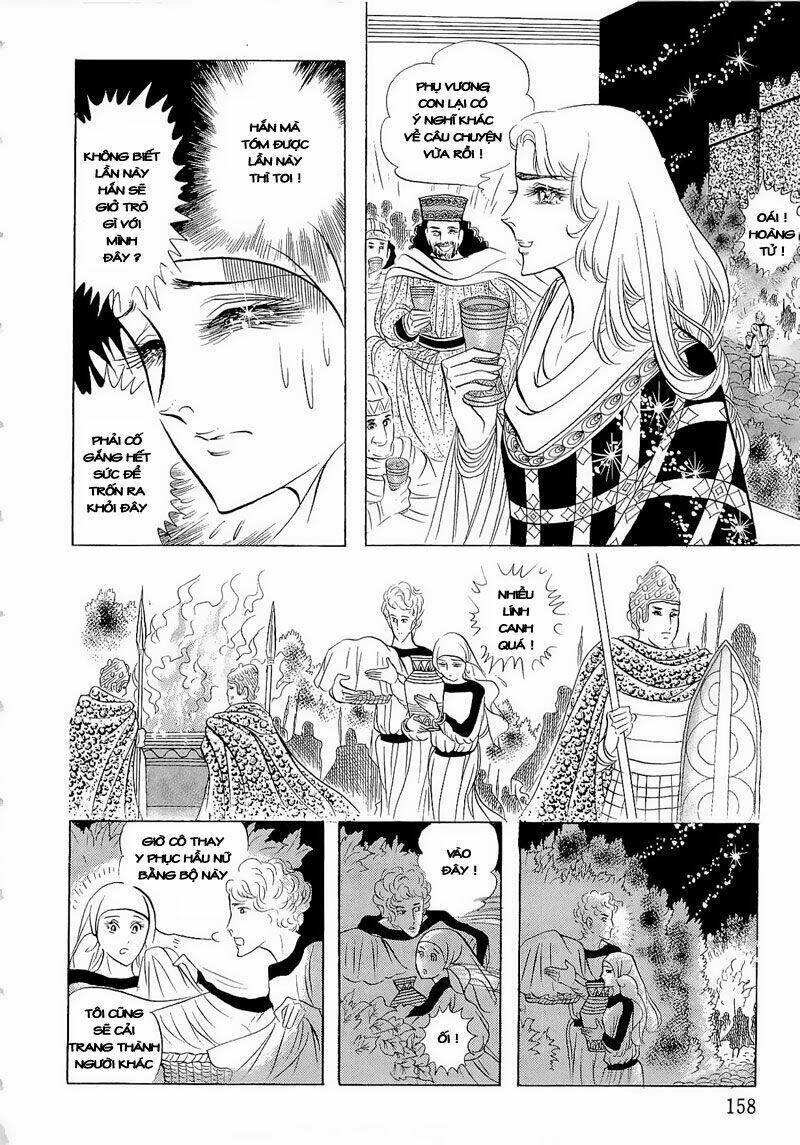 PHỤ VƯƠNG
CON LẠI CÓ
Ý NGHĨ KHÁC
VỀ CÂU CHUYỆN
VỪA RỒI !
OÁI !
HOÀNG
TỬ !
HẮN MÀ
TÓM ĐƯỢC
LẦN NÀY
THÌ TOI !
KHÔNG BIẾT
LẦN NÀY
HẮN SẼ
GIỞ TRÒ
GÌ VỚI
MÌNH
ĐÂY ?
PHẢI CỐ
GẮNG HẾT
SỨC ĐỂ
TRỐN RA
KHỎI ĐÂY
NHIỀU
LÍNH
CANH
QUÁ !
GIỜ CÔ THAY
Y PHỤC HẦU NỮ
BẰNG BỘ NÀY
TÔI CŨNG
SẼ CẢI
TRANG THÀNH
NGƯỜI KHÁC
VÀO
ĐÂY !
ỐI !
158